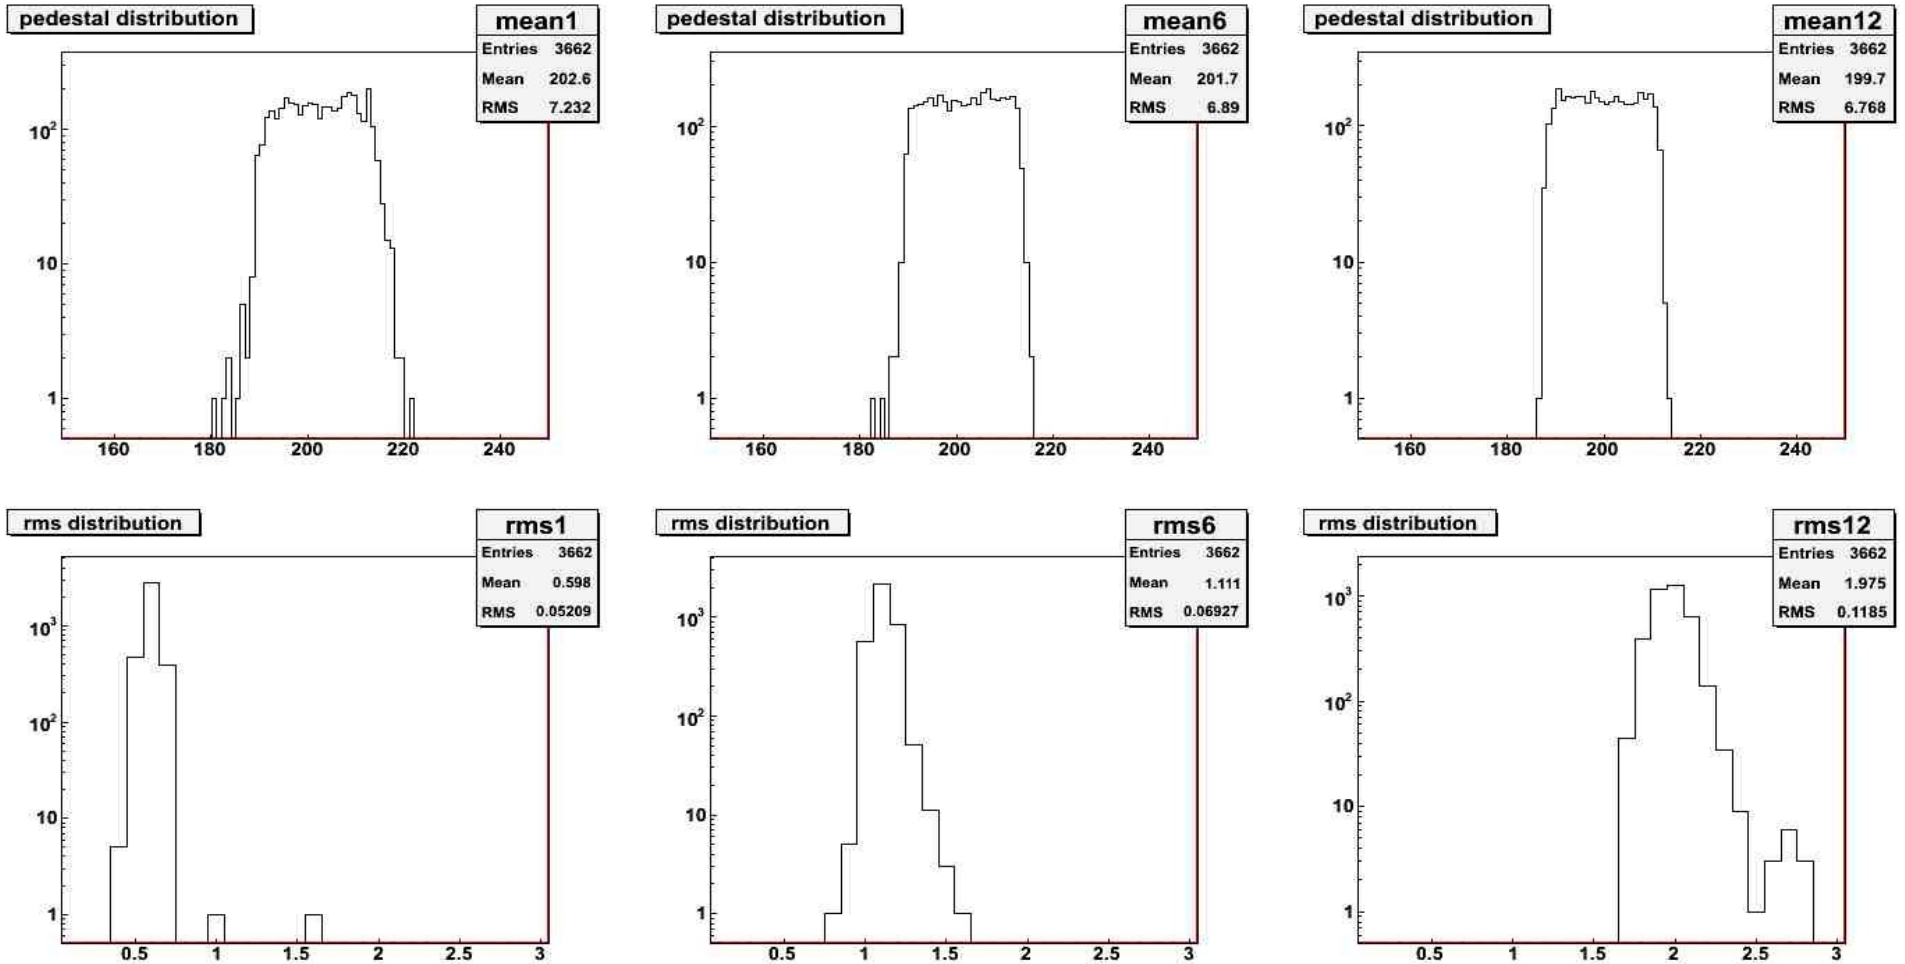 pedestal distribution
mean1
Entries 3662
Mean 202.6
RMS 7.232
10²
10
1
160 180 200 220 240
pedestal distribution
mean6
Entries 3662
Mean 201.7
RMS 6.89
10²
10
1
160 180 200 220 240
pedestal distribution
mean12
Entries 3662
Mean 199.7
RMS 6.768
10²
10
1
160 180 200 220 240
rms distribution
rms1
Entries 3662
Mean 0.598
RMS 0.05209
10³
10²
10
1
0.5 1 1.5 2 2.5 3
rms distribution
rms6
Entries 3662
Mean 1.111
RMS 0.06927
10³
10²
10
1
0.5 1 1.5 2 2.5 3
rms distribution
rms12
Entries 3662
Mean 1.975
RMS 0.1185
10³
10²
10
1
0.5 1 1.5 2 2.5 3